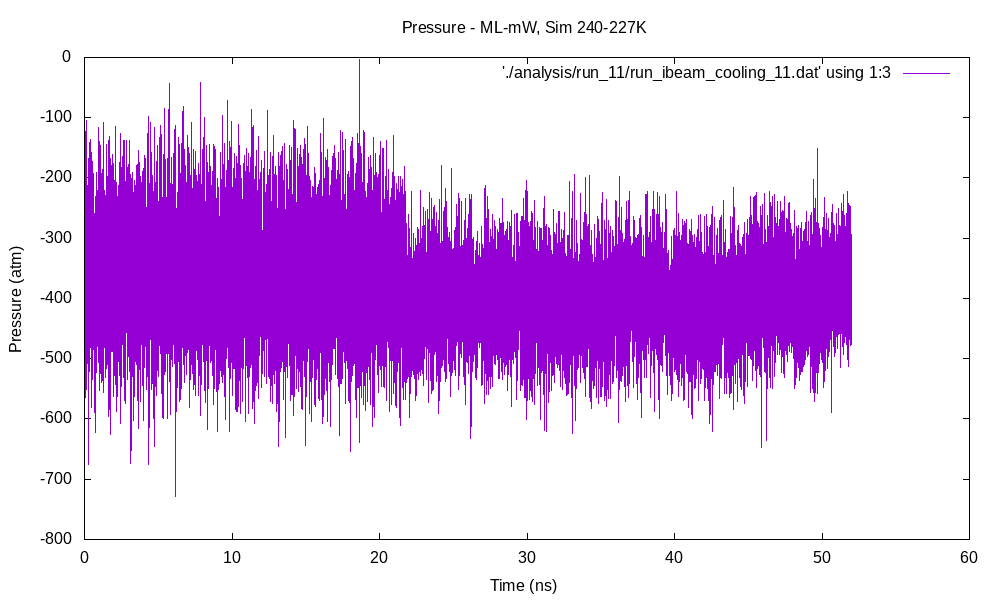 Pressure - ML-mW, Sim 240-227K
'./analysis/run_11/run_ibeam_cooling_11.dat' using 1:3
0
-100
-200
-300
-400
-500
-600
-700
-800
Pressure (atm)
0 10 20 30 40 50 60
Time (ns)